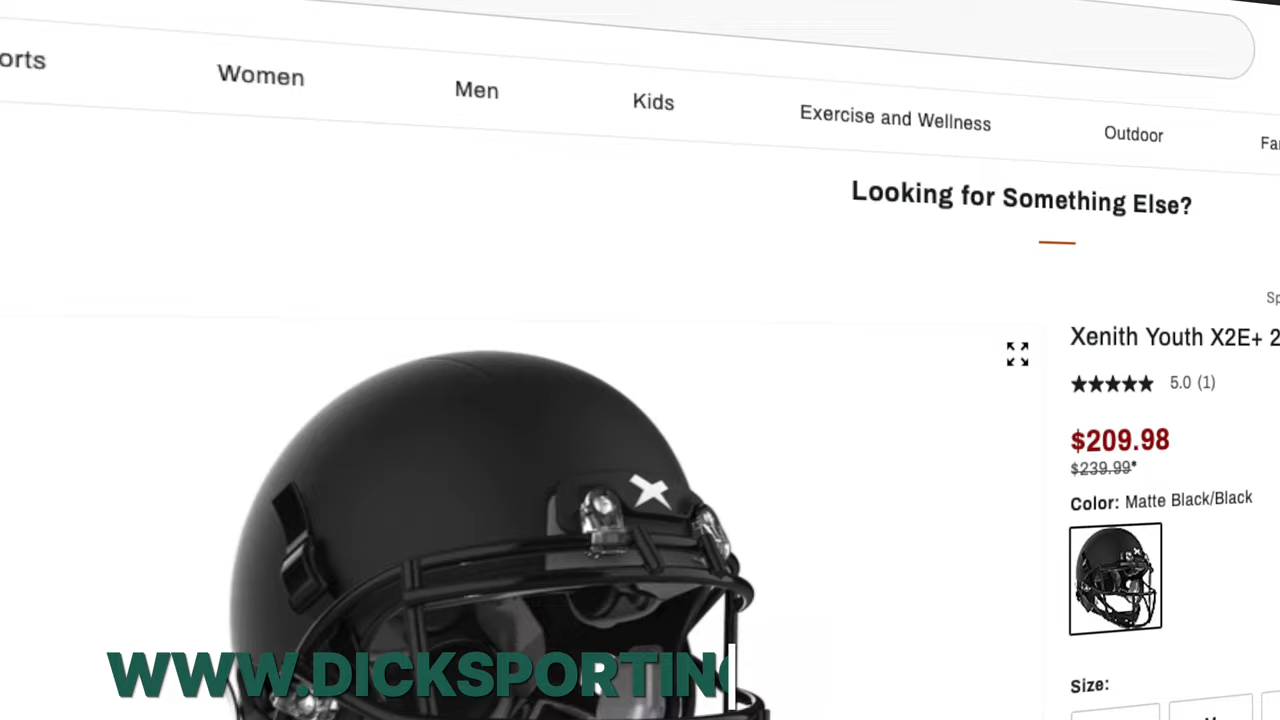 orts Women Men Kids Exercise and Wellness Outdoor
Looking for Something Else?
Xenith Youth X2E+
5.0 (1)
$209.98
$239.99*
Color: Matte Black/Black
WWW.DICKSPORTING
Size: